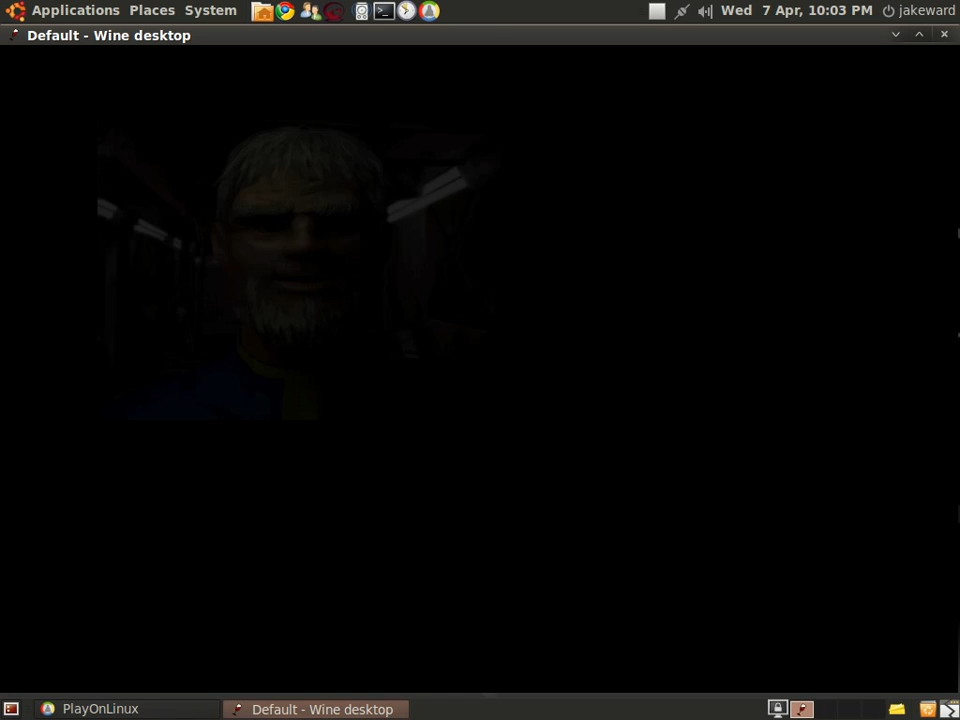 Applications Places System Wed 7 Apr, 10:03 PM jakeward
Default - Wine desktop
PlayOnLinux Default - Wine desktop